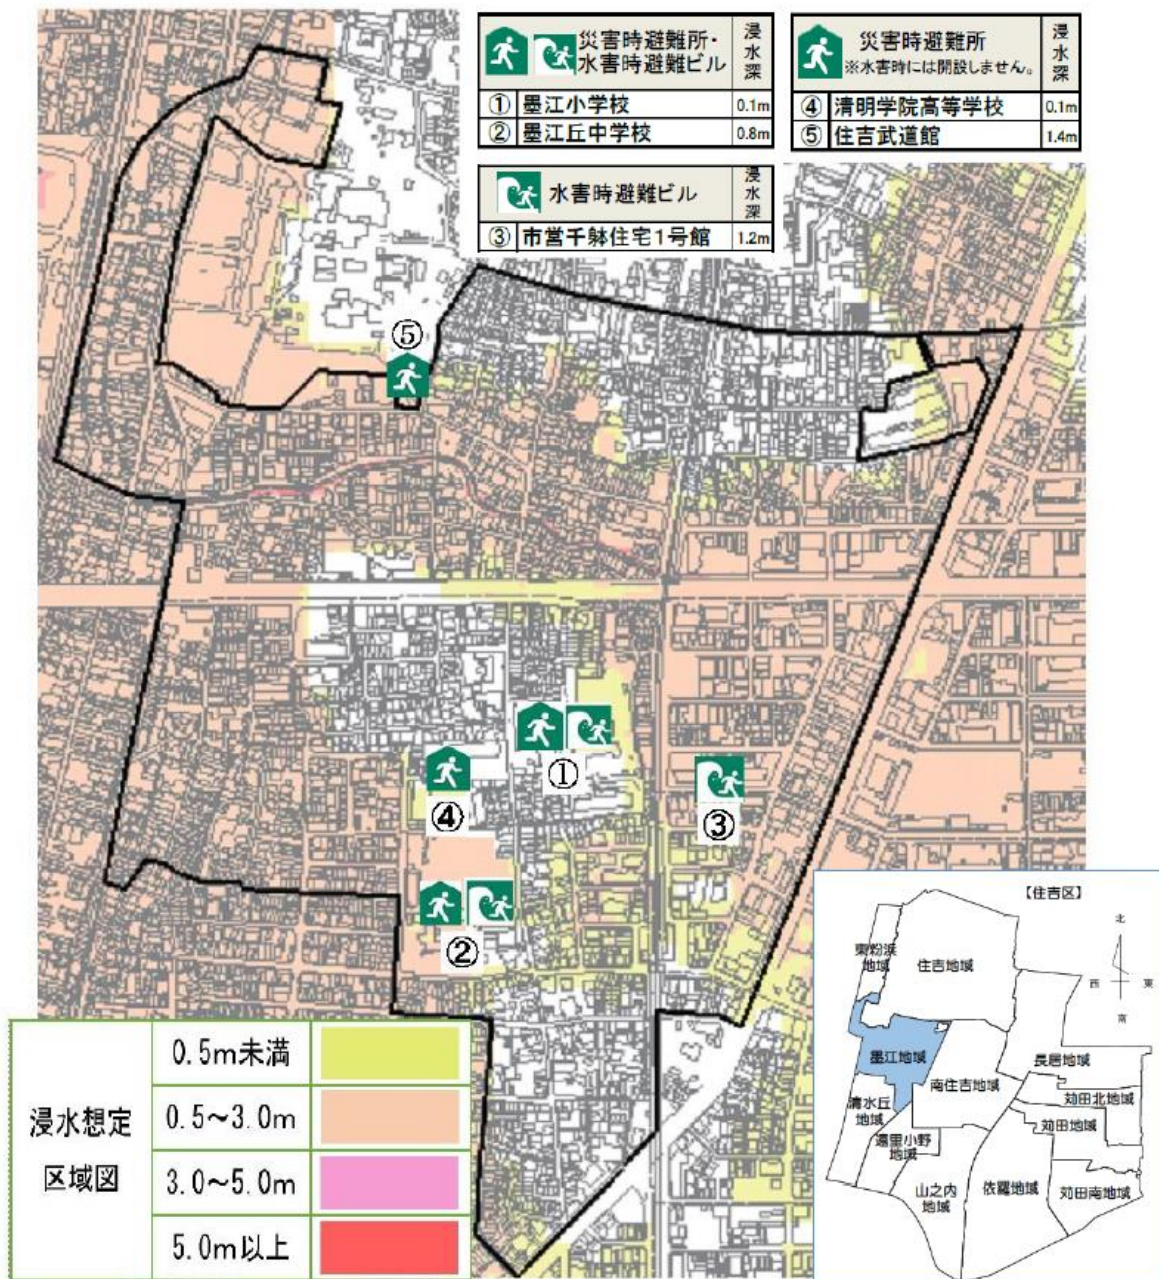 災害時避難所・
水害時避難ビル
浸水深
① 墨江小学校 0.1m
② 墨江丘中学校 0.8m
災害時避難所
※水害時には開設しません。
浸水深
④ 清明学院高等学校 0.1m
⑤ 住吉武道館 1.4m
水害時避難ビル
浸水深
③ 市営千躰住宅1号館 1.2m
⑤
①
④
③
②
浸水想定
区域図
0.5m未満
0.5~3.0m
3.0~5.0m
5.0m以上
【住吉区】
北
西 東
南
東粉浜
地域
住吉地域
墨江地域
長居地域
南住吉地域
苅田北地域
清水丘
地域
苅田地域
遠里小野
地域
山之内
地域
依羅地域
苅田南地域